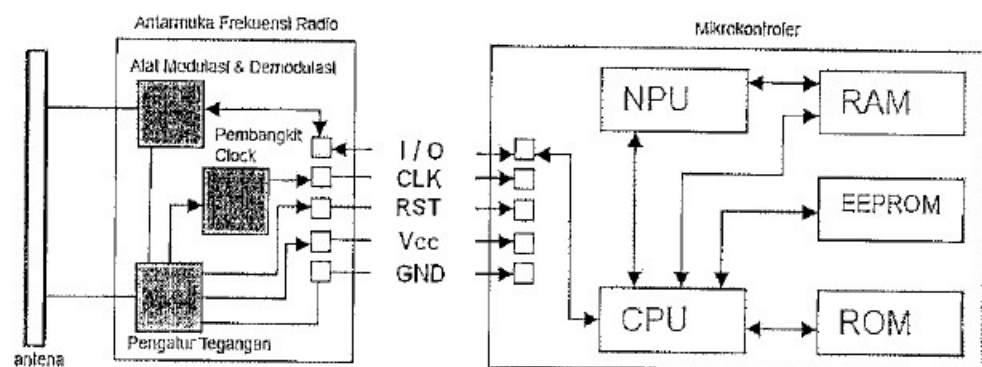 Antarmuka Frekuensi Radio
Mikrokontroler
Alat Modulasi & Demodulasi
NPU
RAM
Pembangkit
Clock
I / O
CLK
RST
EEPROM
Vcc
GND
CPU
ROM
Pengatur Tegangan
antena